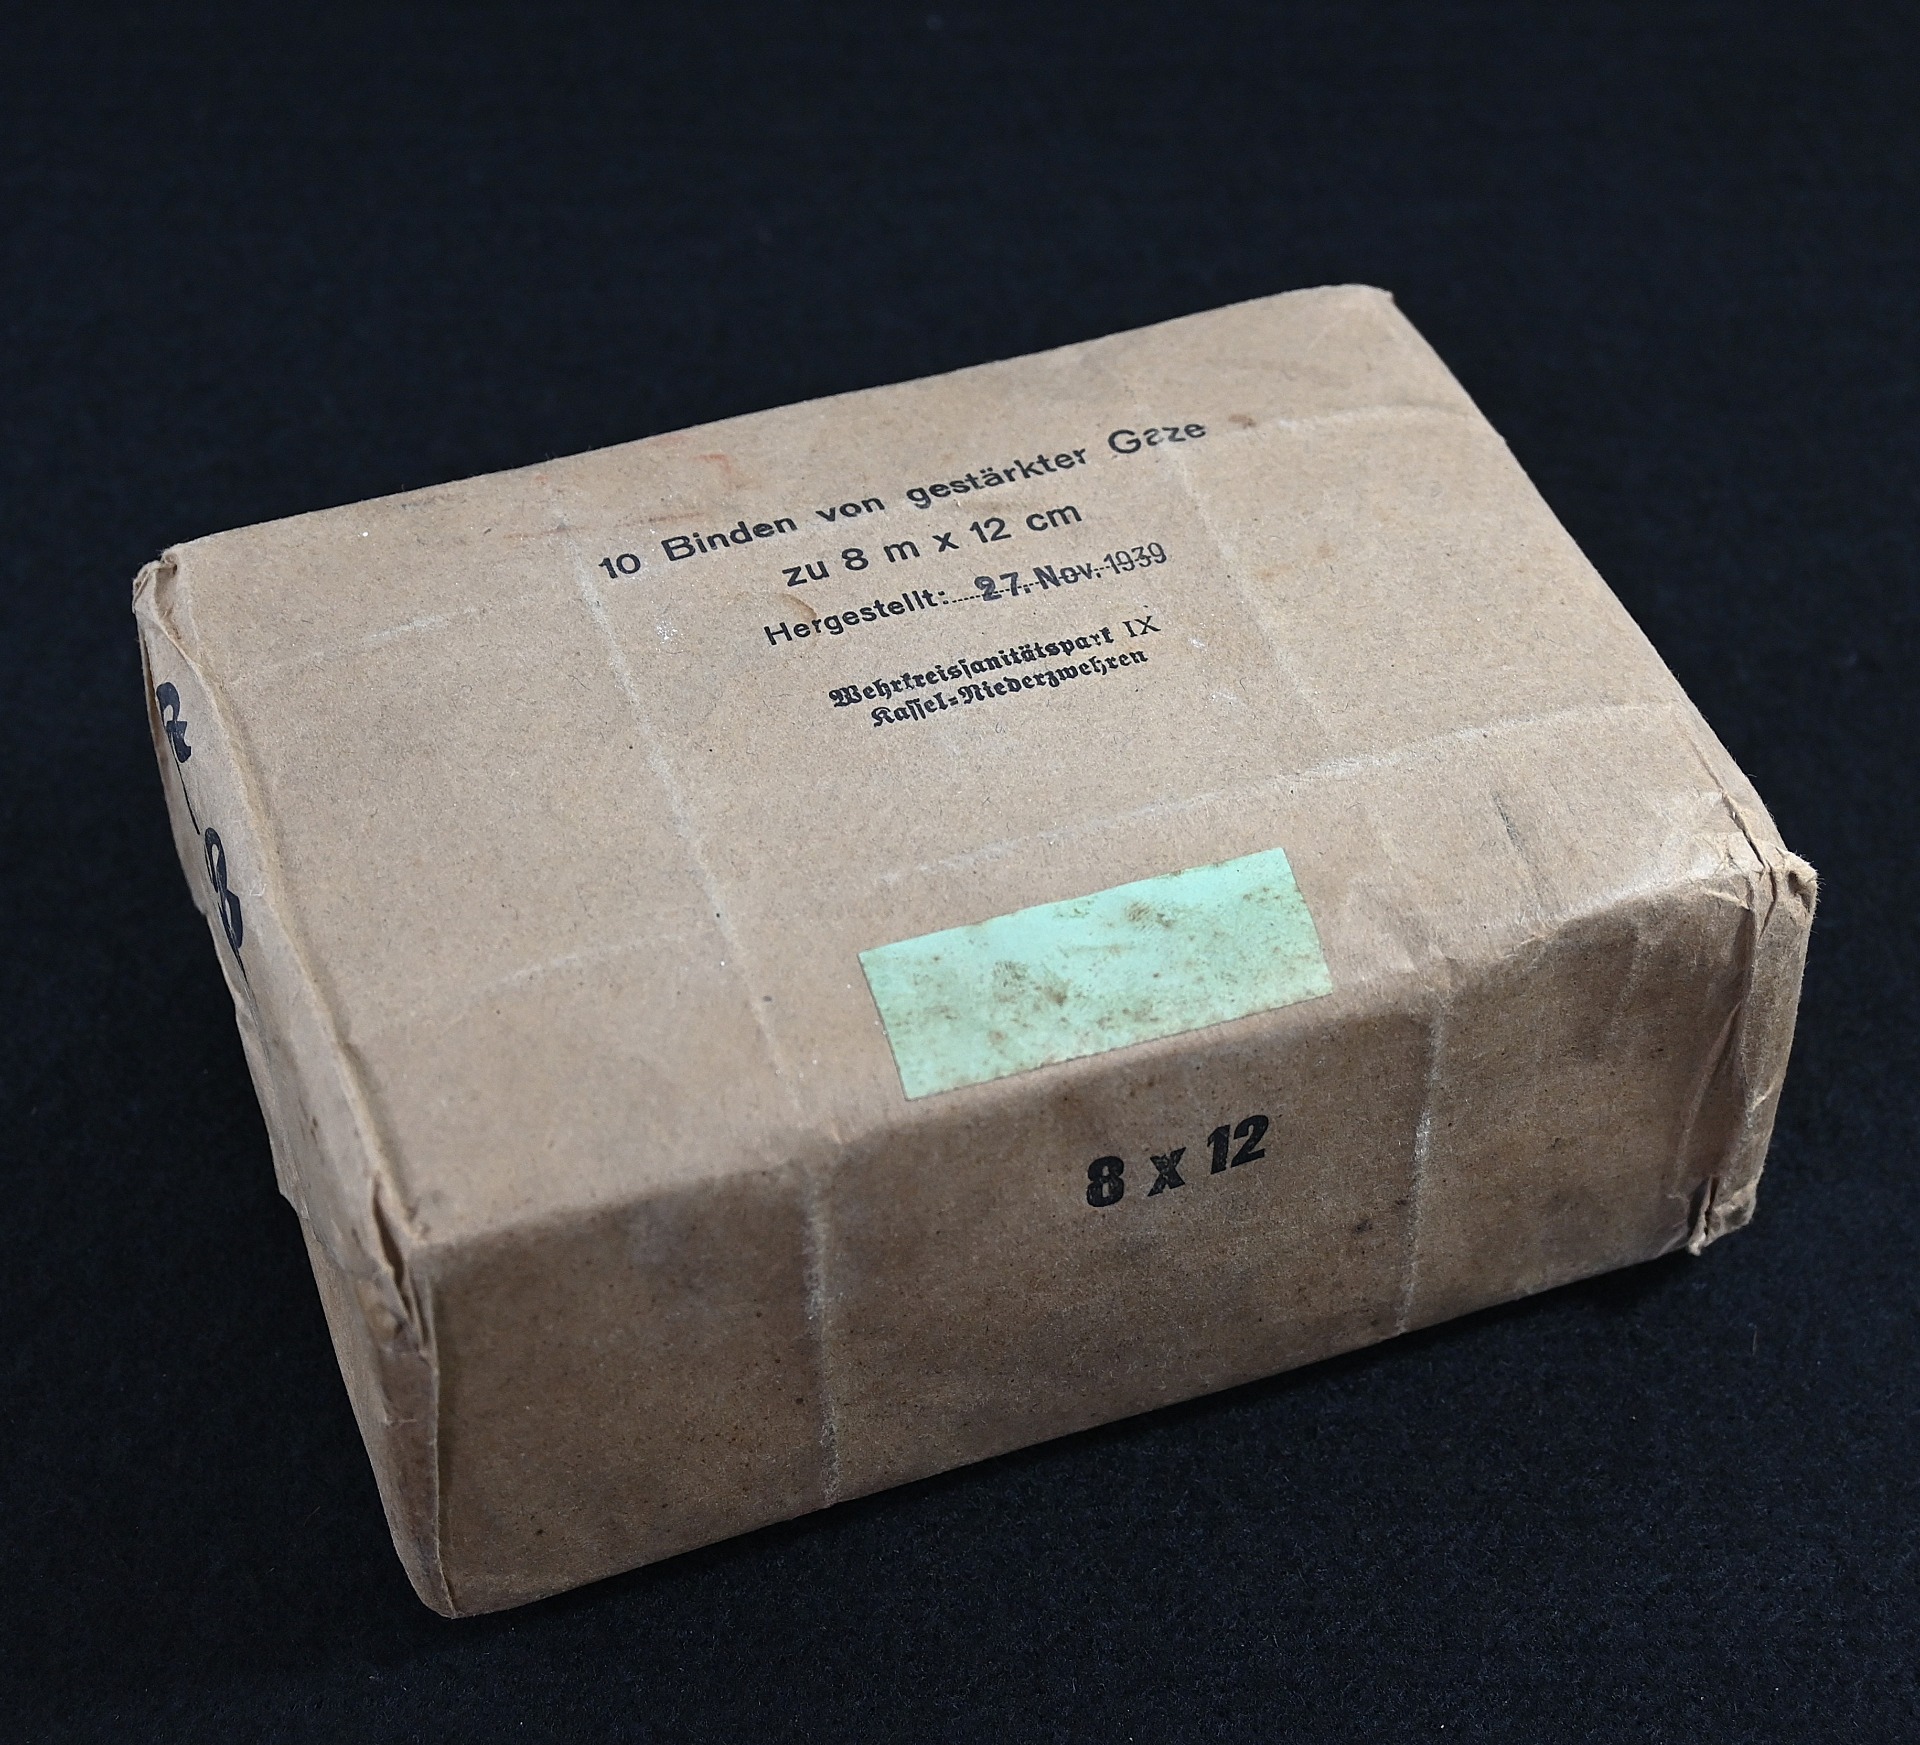 10 Binden von gestärkter Gaze
zu 8 m x 12 cm
Hergestellt: 27. Nov. 1939
Wehrkreissanitätspark IX
Kassel-Niederzwehren
8 x 12